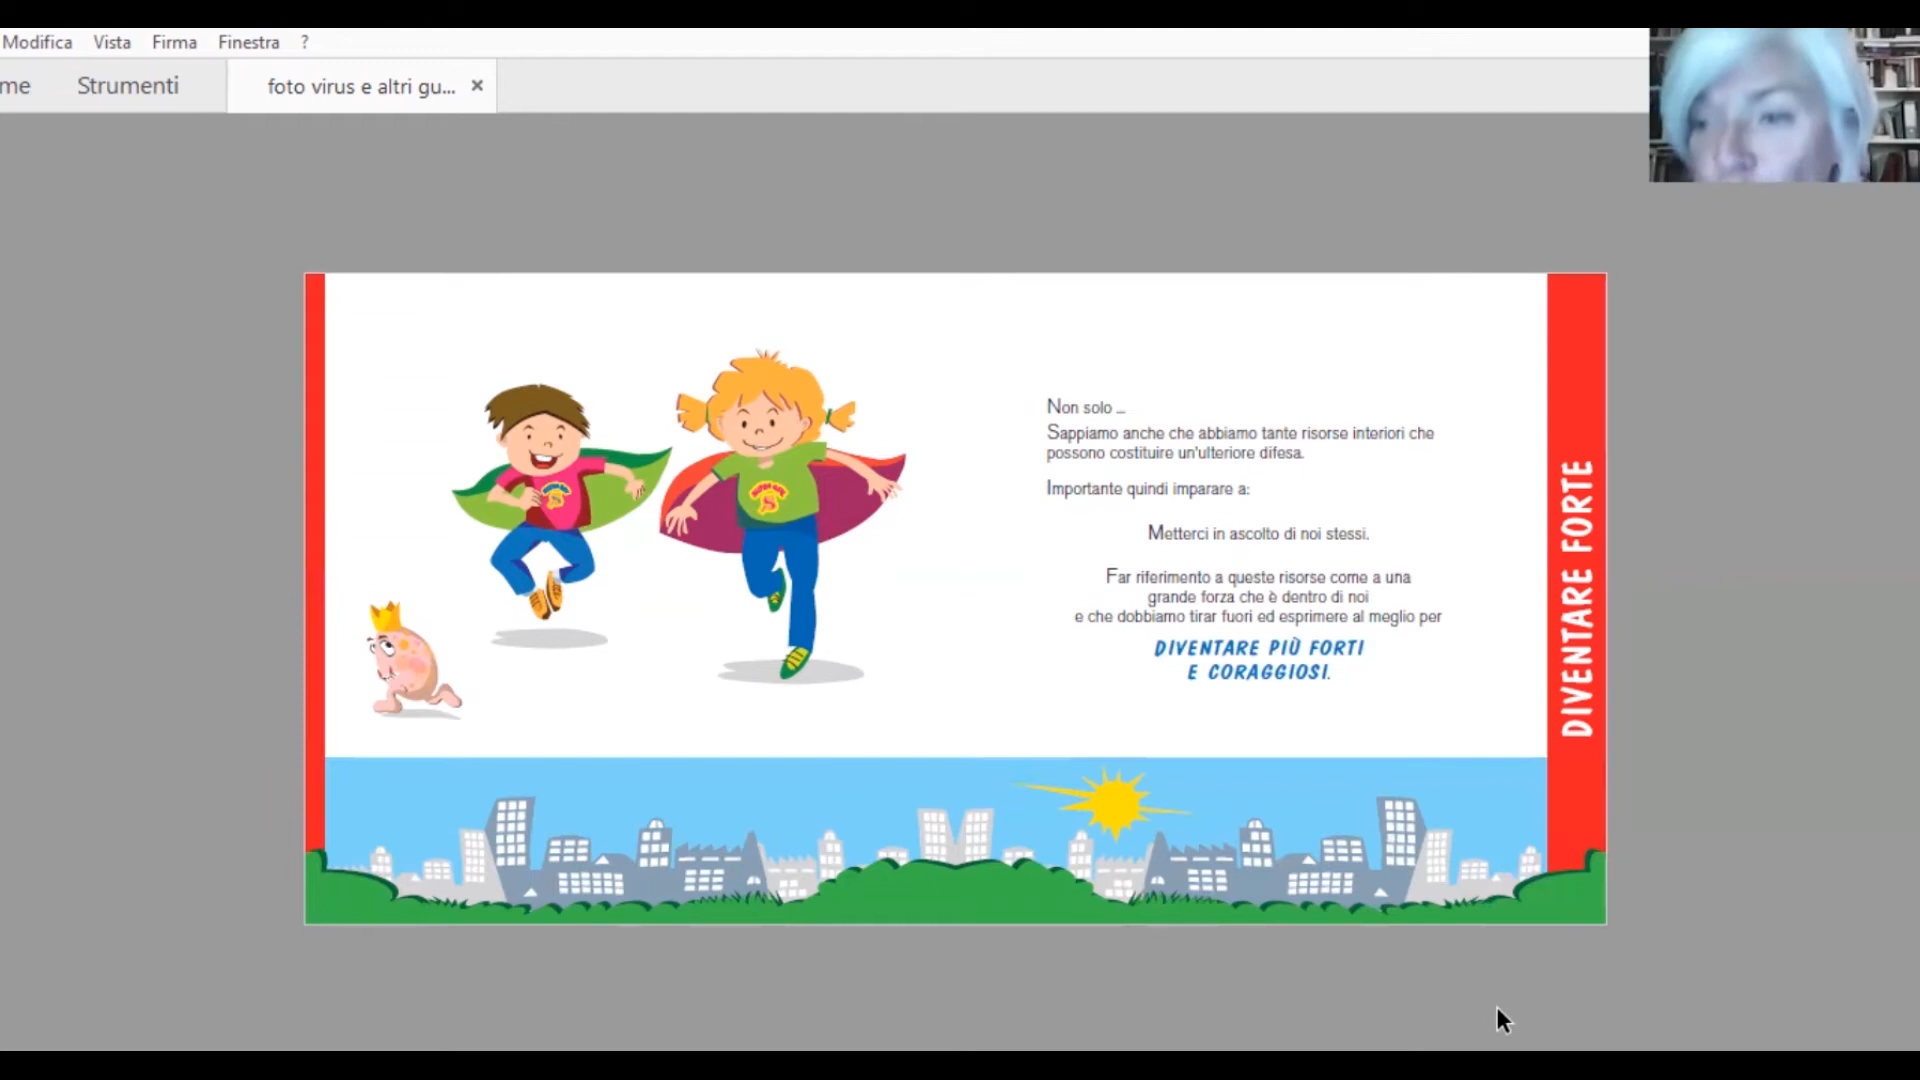 Modifica Vista Firma Finestra ?
me Strumenti foto virus e altri gu... ×
Non solo ...
Sappiamo anche che abbiamo tante risorse interiori che
possono costituire un'ulteriore difesa.
Importante quindi imparare a:
Metterci in ascolto di noi stessi.
Far riferimento a queste risorse come a una
grande forza che è dentro di noi
e che dobbiamo tirar fuori ed esprimere al meglio per
DIVENTARE PIÙ FORTI
E CORAGGIOSI.
DIVENTARE FORTE